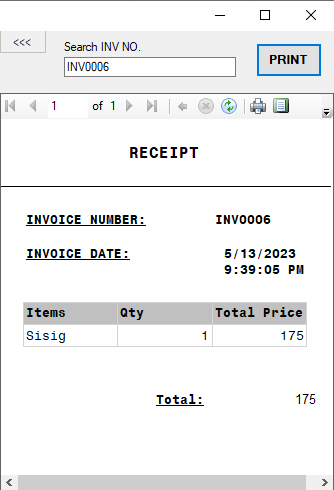 <<<
Search INV NO.
INV0006
PRINT
1 of 1
RECEIPT
INVOICE NUMBER: INV0006
INVOICE DATE: 5/13/2023
9:39:05 PM
Items Qty Total Price
Sisig 1 175
Total: 175